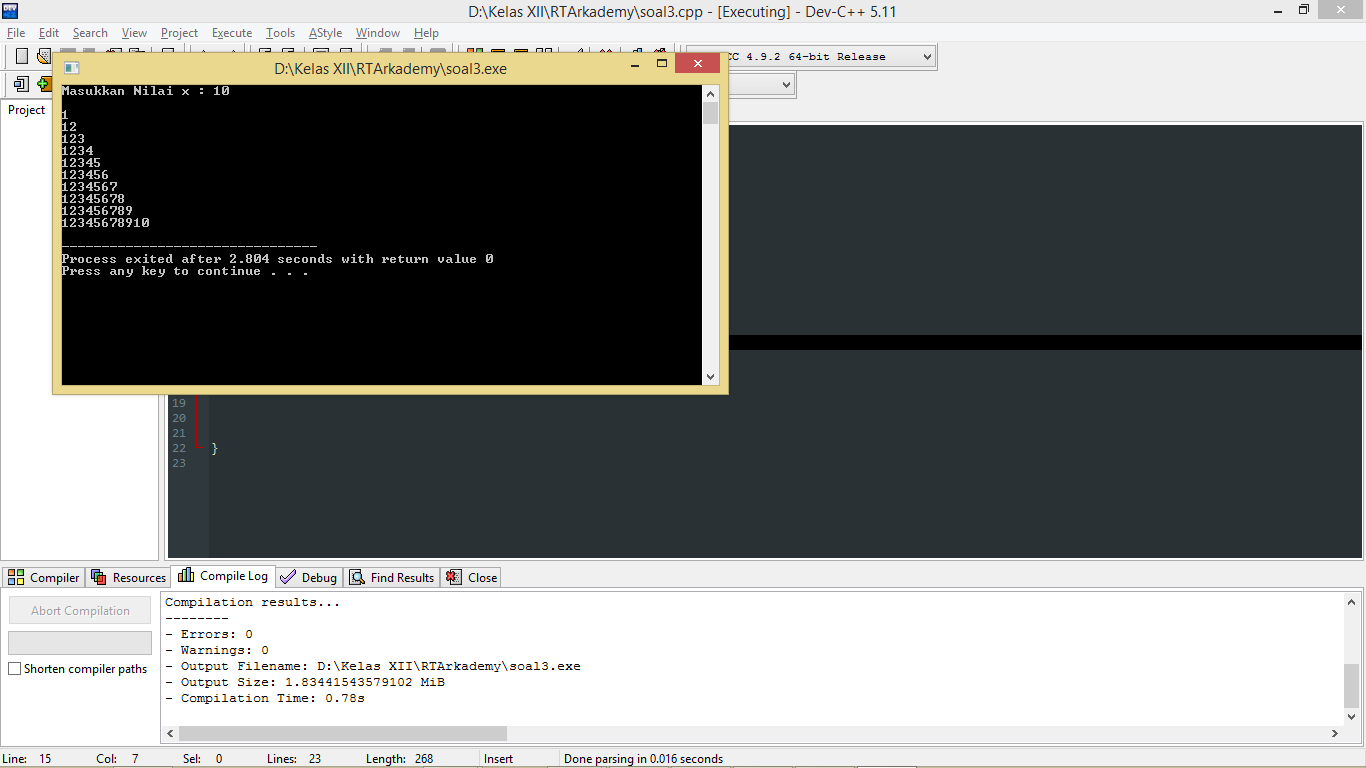 D:\Kelas XII\RTArkademy\soal3.cpp - [Executing] - Dev-C++ 5.11
File Edit Search View Project Execute Tools AStyle Window Help
CC 4.9.2 64-bit Release
D:\Kelas XII\RTArkademy\soal3.exe
Project
Masukkan Nilai x : 10
1
12
123
1234
12345
123456
1234567
12345678
123456789
12345678910
--------------------------------
Process exited after 2.804 seconds with return value 0
Press any key to continue . . .
19
20
21
22 }
23
Compiler Resources Compile Log Debug Find Results Close
Abort Compilation
Shorten compiler paths
Compilation results...
--------
- Errors: 0
- Warnings: 0
- Output Filename: D:\Kelas XII\RTArkademy\soal3.exe
- Output Size: 1.83441543579102 MiB
- Compilation Time: 0.78s
Line: 15 Col: 7 Sel: 0 Lines: 23 Length: 268 Insert Done parsing in 0.016 seconds